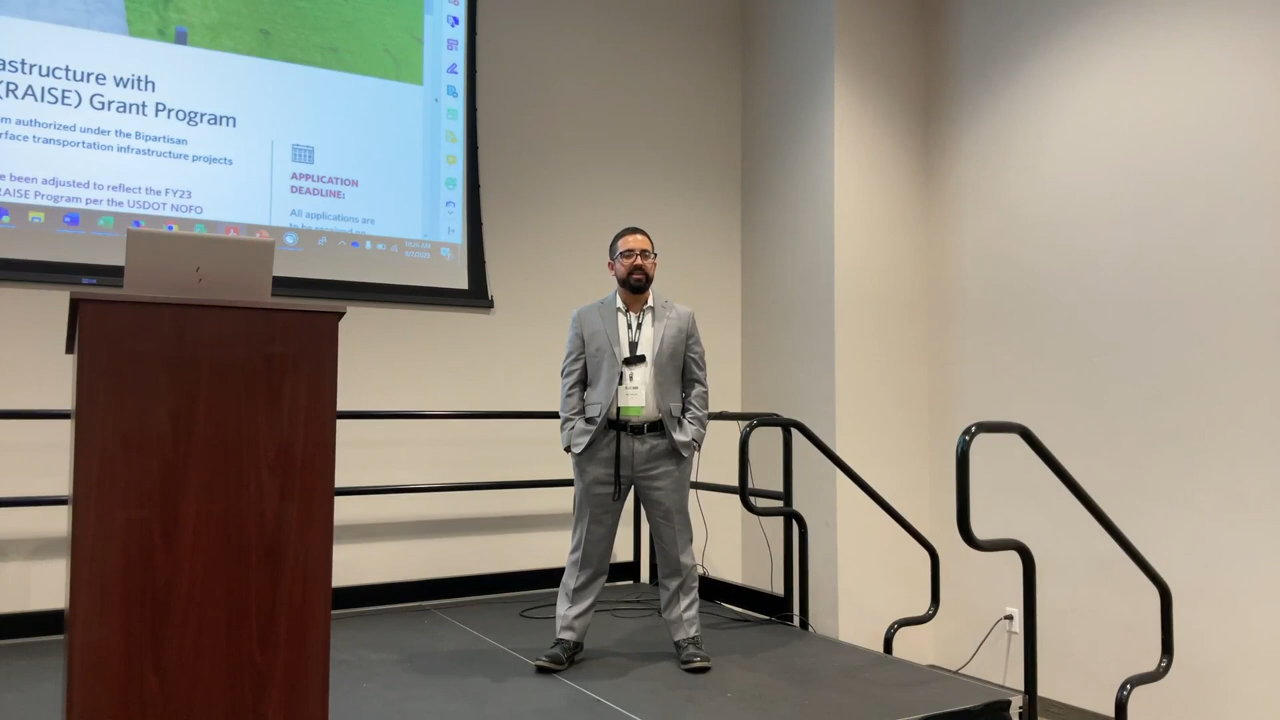 astructure with
(RAISE) Grant Program
m authorized under the Bipartisan
rface transportation infrastructure projects
e been adjusted to reflect the FY23
RAISE Program per the USDOT NOFO
APPLICATION
DEADLINE:
All applications are